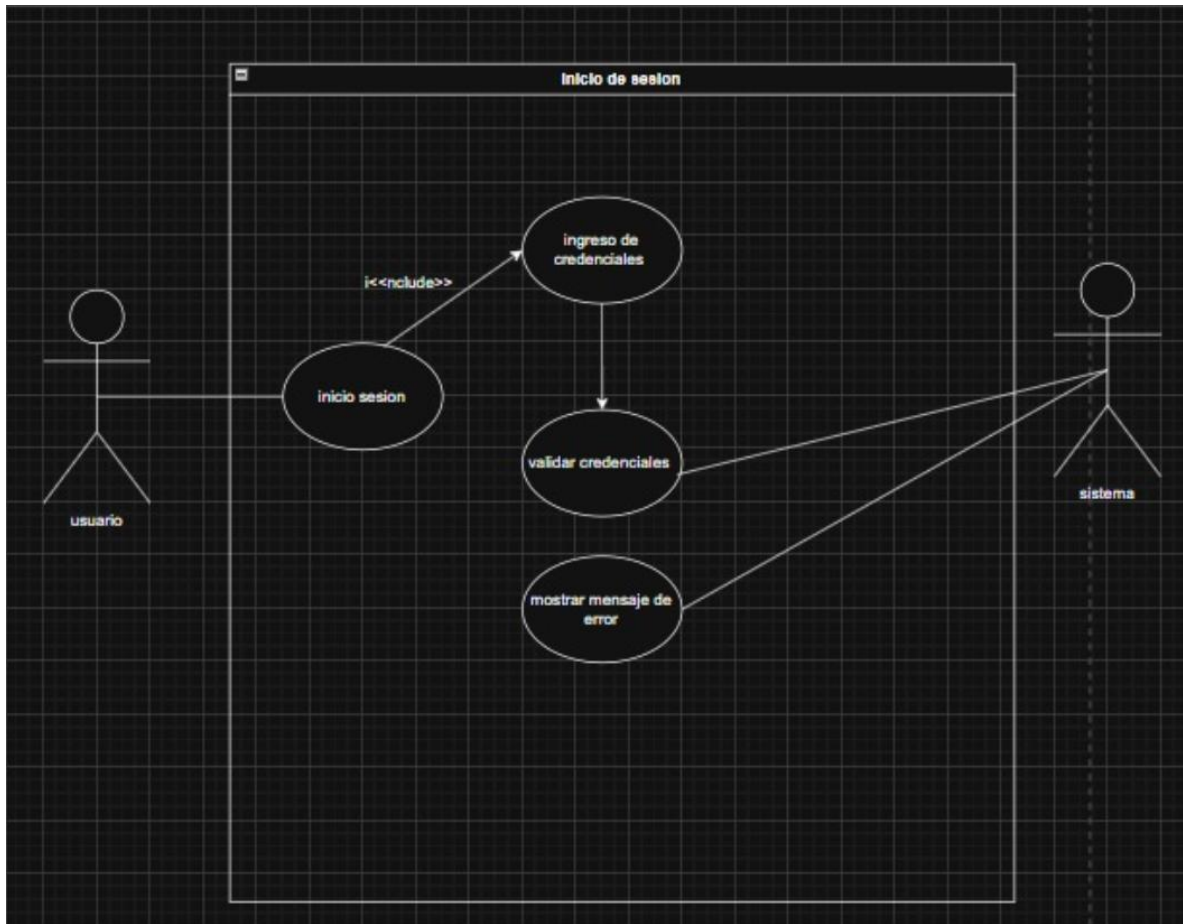 Inicio de sesion
ingreso de
credenciales
i<<nclude>>
inicio sesion
validar credenciales
usuario
sistema
mostrar mensaje de
error